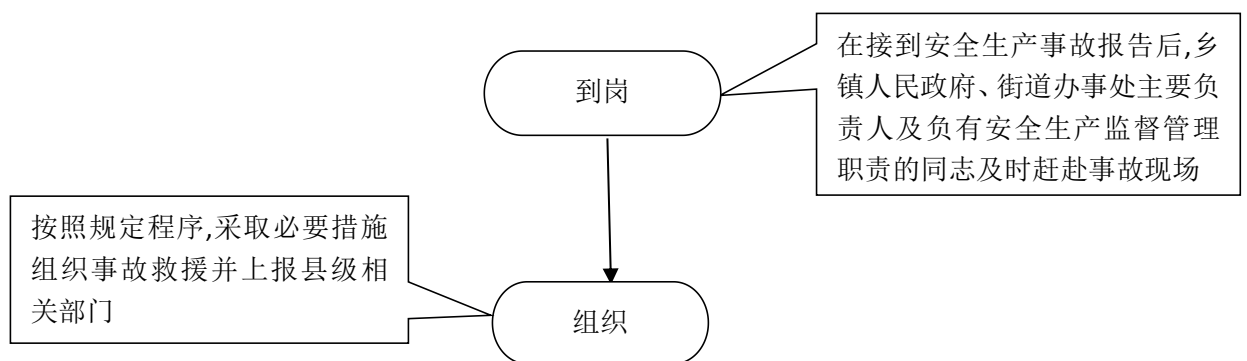 到岗
在接到安全生产事故报告后,乡
镇人民政府、街道办事处主要负
责人及负有安全生产监督管理
职责的同志及时赶赴事故现场
按照规定程序,采取必要措施
组织事故救援并上报县级相
关部门
组织